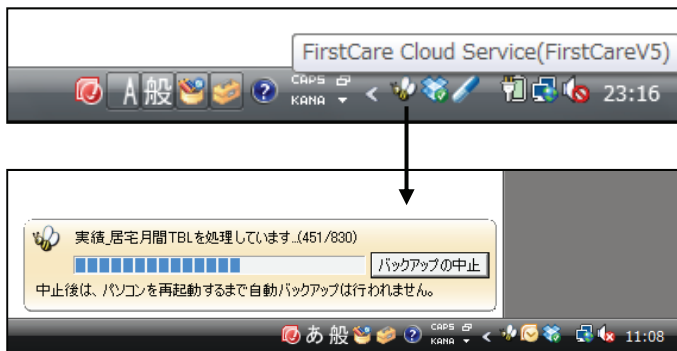 FirstCare Cloud Service(FirstCareV5)
A 般 ? CAPS KANA < 23:16
実績_居宅月間TBLを処理しています...(451/830)
バックアップの中止
中止後は、パソコンを再起動するまで自動バックアップは行われません。
あ 般 ? CAPS KANA < 11:08